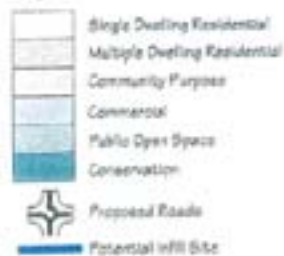 Single Dwelling Residential
Multiple Dwelling Residential
Community Purpose
Commercial
Public Open Space
Conservation
Proposed Roads
Potential Infill Site